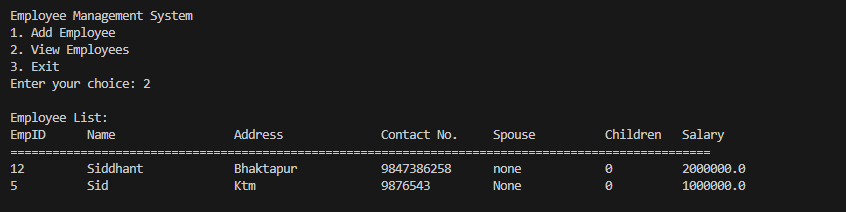 Employee Management System
1. Add Employee
2. View Employees
3. Exit
Enter your choice: 2
Employee List:
EmpID Name Address Contact No. Spouse Children Salary
====================================================================================================
12 Siddhant Bhaktapur 9847386258 none 0 2000000.0
5 Sid Ktm 9876543 None 0 1000000.0